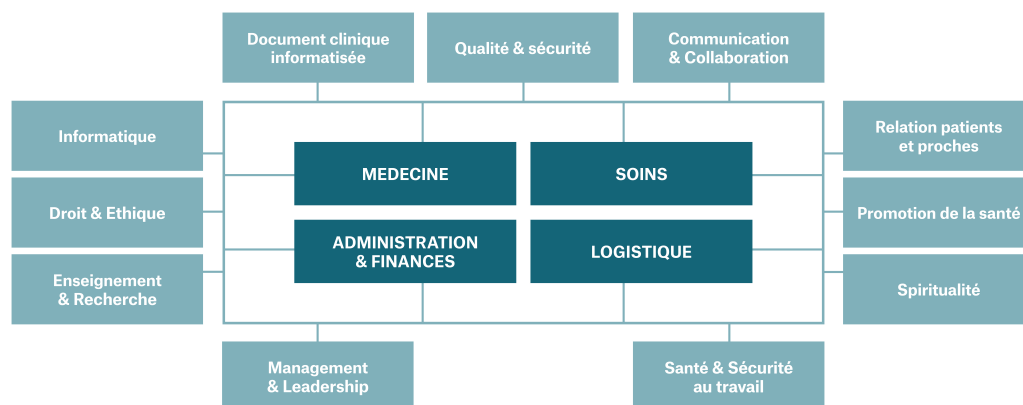 Document clinique
informatisée
Qualité & sécurité
Communication
& Collaboration
Informatique
Relation patients
et proches
MEDECINE
SOINS
Droit & Ethique
Promotion de la santé
ADMINISTRATION
& FINANCES
LOGISTIQUE
Enseignement
& Recherche
Spiritualité
Management
& Leadership
Santé & Sécurité
au travail